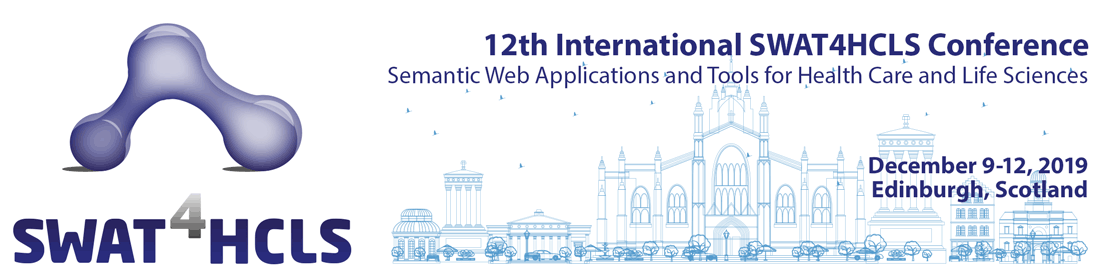 SWAT4HCLS
12th International SWAT4HCLS Conference
Semantic Web Applications and Tools for Health Care and Life Sciences
December 9-12, 2019
Edinburgh, Scotland